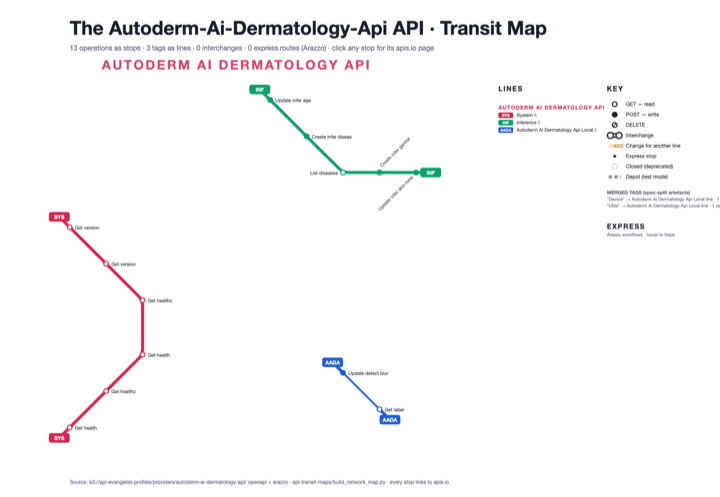 The Autoderm-Ai-Dermatology-Api API · Transit Map
13 operations as stops · 3 tags as lines · 0 interchanges · 0 express routes (Arazzo) · click any stop for its apis.io page
AUTODERM AI DERMATOLOGY API
INF
Update infer age
Create infer disease
List diseases
Create infer genital
Update infer skin tone
INF
SYS
Get version
Get version
Get healthz
Get health
Get healthz
Get health
SYS
AADA
Update detect blur
Get label
AADA
LINES
AUTODERM AI DERMATOLOGY API
SYS System 6
INF Inference 5
AADA Autoderm Ai Dermatology Api Local 2
KEY
GET — read
POST — write
DELETE
Interchange
Change for another line
Express stop
Closed (deprecated)
Depot (test mode)
MERGED TAGS (spec-split artefacts)
"Device" → Autoderm Ai Dermatology Api Local line · 1
"Utils" → Autoderm Ai Dermatology Api Local line · 1 op
EXPRESS
Arazzo workflows · hover to trace
Source: s3://api-evangelist-profiles/providers/autoderm-ai-dermatology-api/ openapi + arazzo · api-transit-maps/build_network_map.py · every stop links to apis.io